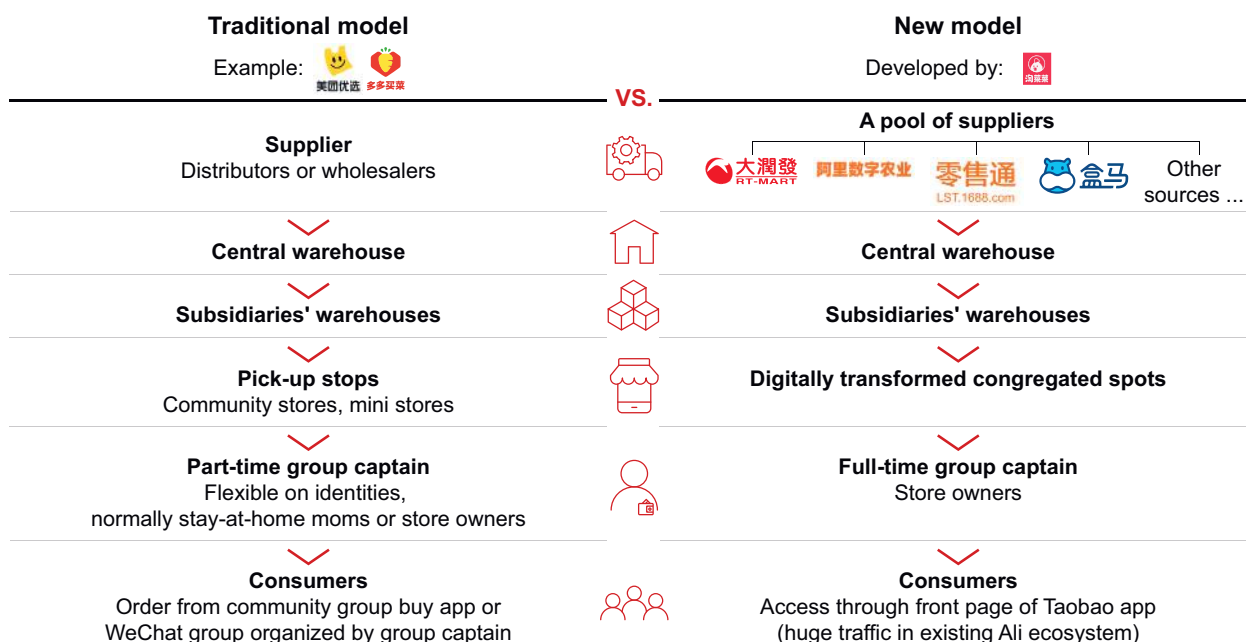 Traditional model
Example:
美团优选
多多买菜
VS.
New model
Developed by:
淘菜菜
Supplier
Distributors or wholesalers
A pool of suppliers
大潤發
RT-MART
阿里数字农业
零售通
LST.1688.com
盒马
Other
sources ...
Central warehouse
Central warehouse
Subsidiaries' warehouses
Subsidiaries' warehouses
Pick-up stops
Community stores, mini stores
Digitally transformed congregated spots
Part-time group captain
Flexible on identities,
normally stay-at-home moms or store owners
Full-time group captain
Store owners
Consumers
Order from community group buy app or
WeChat group organized by group captain
Consumers
Access through front page of Taobao app
(huge traffic in existing Ali ecosystem)